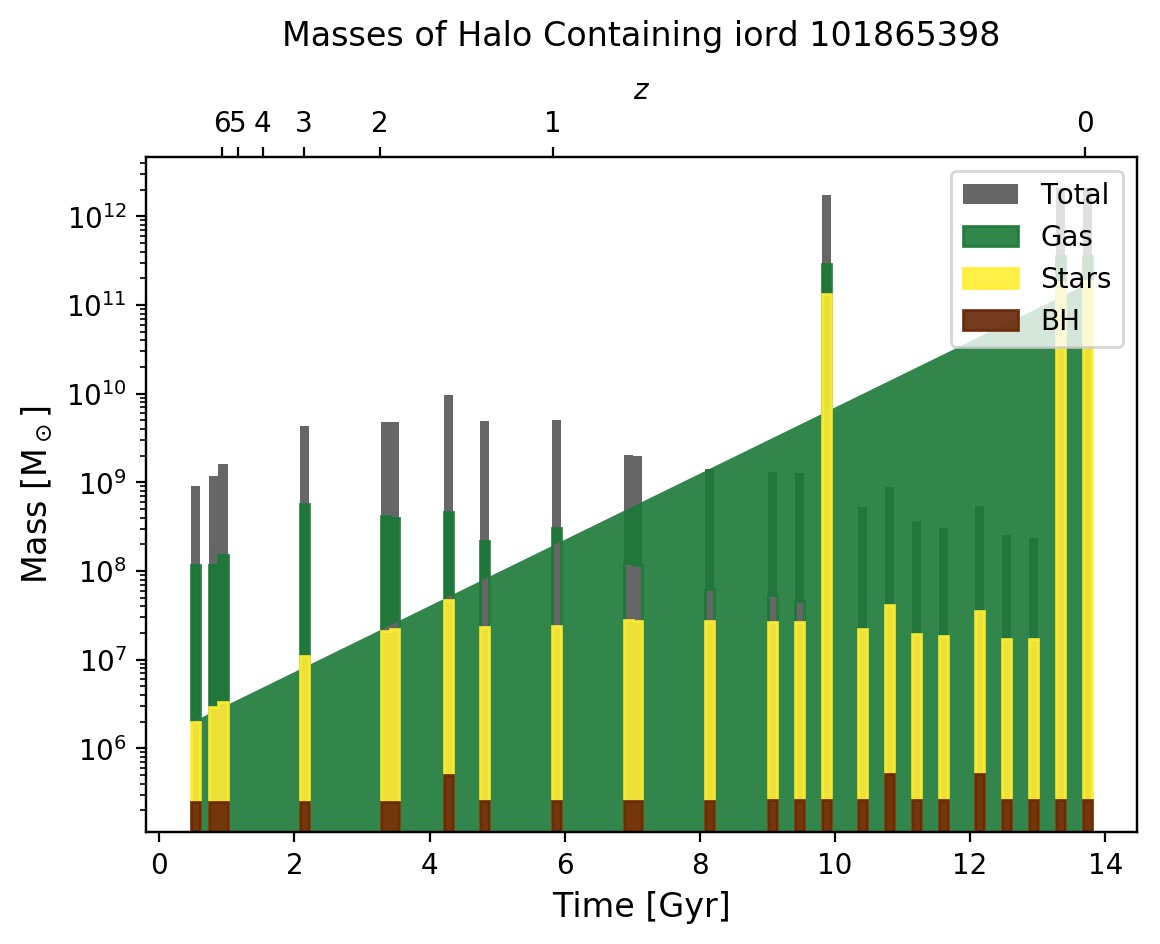 Masses of Halo Containing iord 101865398
z
6 5 4 3 2 1 0
Total
Gas
Stars
BH
10^12
10^11
10^10
10^9
10^8
10^7
10^6
Mass [M_⊙]
0 2 4 6 8 10 12 14
Time [Gyr]